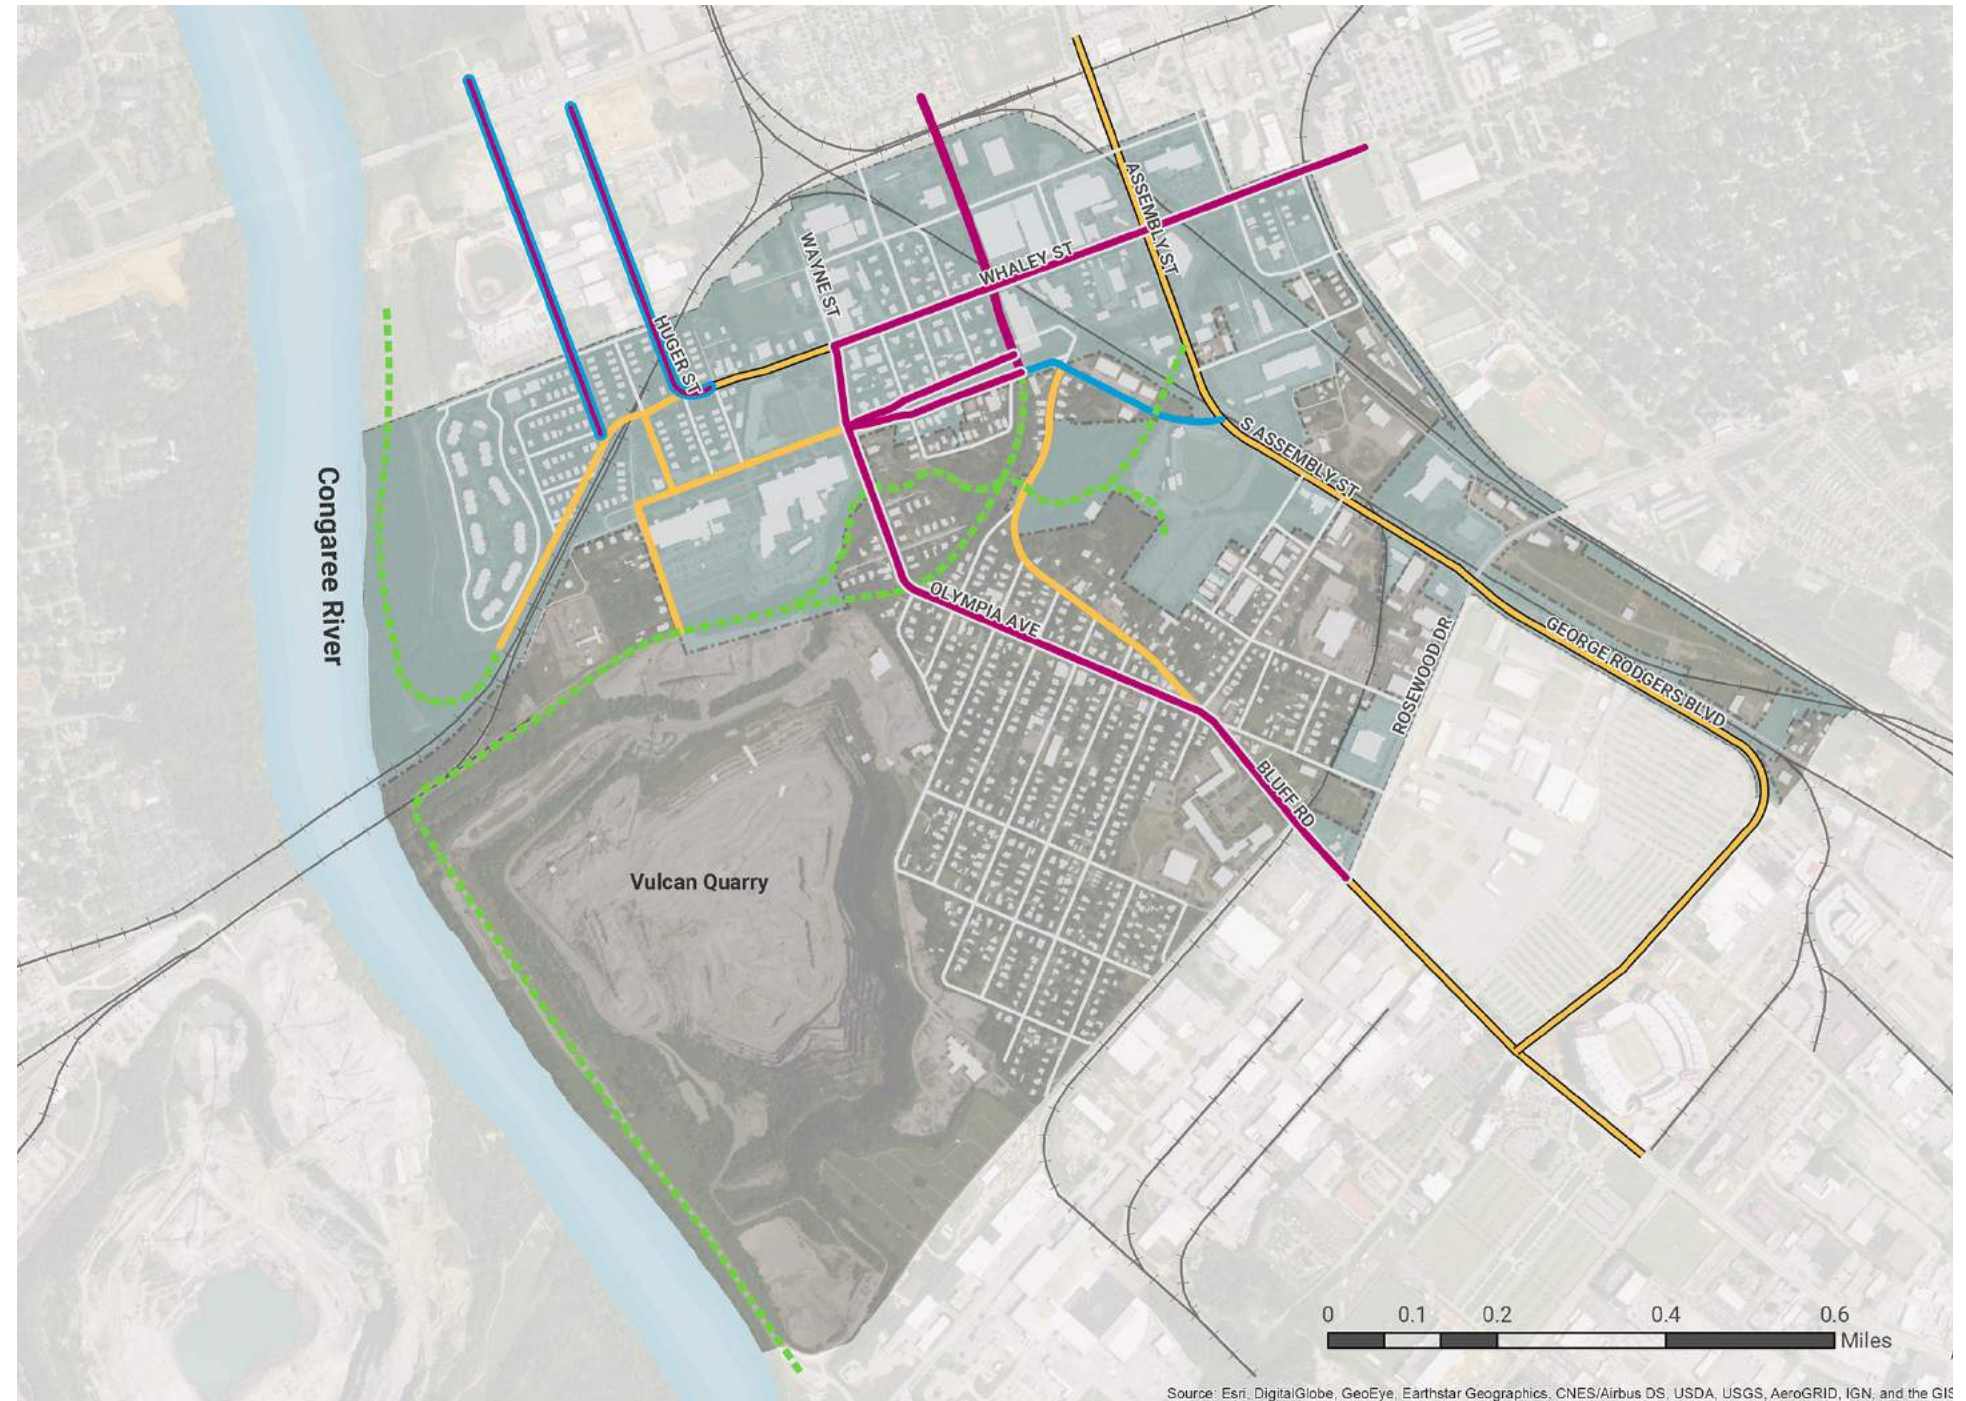 ASSEMBLY ST
WHALEY ST
WAYNE ST
HUGER ST
S ASSEMBLY ST
Congaree River
OLYMPIA AVE
ROSEWOOD DR
GEORGE RODGERS BLVD
BLUFF RD
Vulcan Quarry
0 0.1 0.2 0.4 0.6
Miles
Source: Esri, DigitalGlobe, GeoEye, Earthstar Geographics, CNES/Airbus DS, USDA, USGS, AeroGRID, IGN, and the GIS